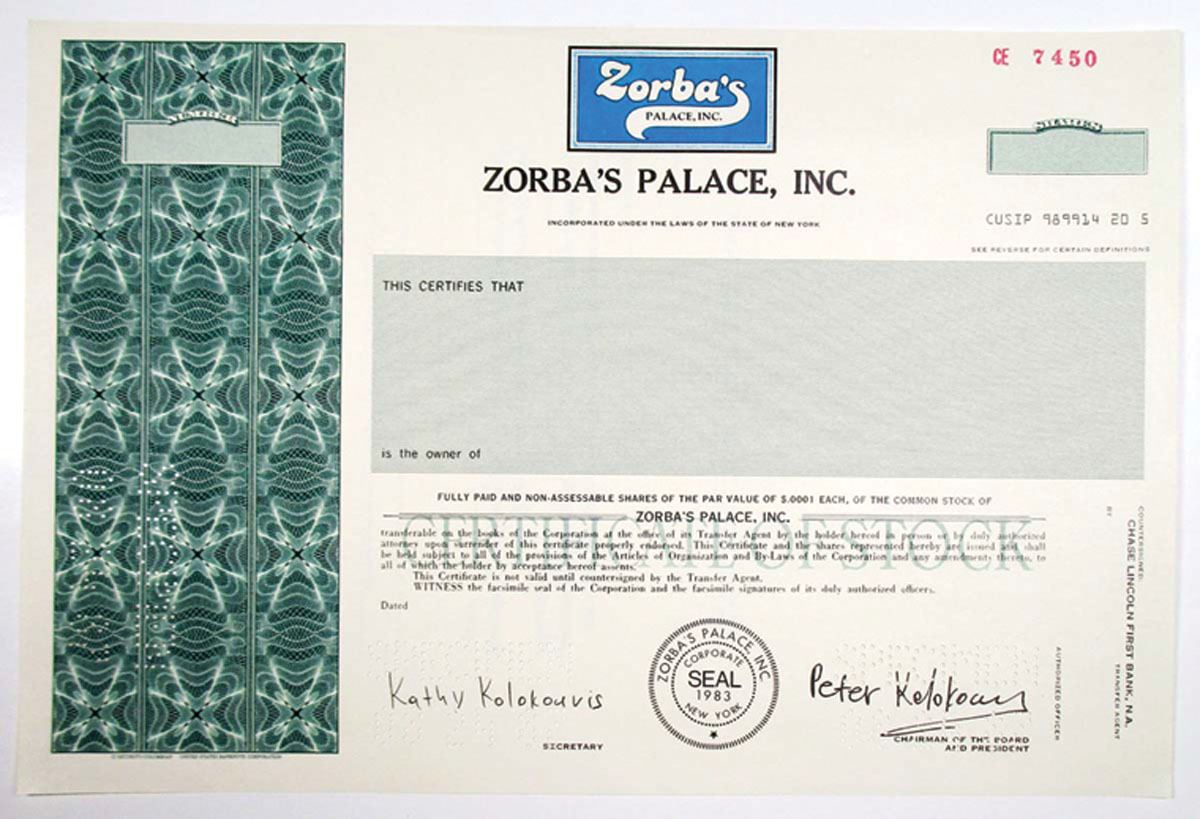 CE 7450
Zorba's
PALACE, INC.
NUMBER
SHARES
ZORBA'S PALACE, INC.
INCORPORATED UNDER THE LAWS OF THE STATE OF NEW YORK
CUSIP 989914 20 5
SEE REVERSE FOR CERTAIN DEFINITIONS
THIS CERTIFIES THAT
is the owner of
FULLY PAID AND NON-ASSESSABLE SHARES OF THE PAR VALUE OF $.0001 EACH, OF THE COMMON STOCK OF
ZORBA'S PALACE, INC.
CERTIFICATE OF STOCK
transferable on the books of the Corporation at the office of its Transfer Agent by the holder hereof in person or by duly authorized
attorney upon surrender of this certificate properly endorsed. This Certificate and the shares represented hereby are issued and shall
be held subject to all of the provisions of the Articles of Organization and By-Laws of the Corporation and any amendments thereto, to
all of which the holder by acceptance hereof assents.
This Certificate is not valid until countersigned by the Transfer Agent.
WITNESS the facsimile seal of the Corporation and the facsimile signatures of its duly authorized officers.
Dated
Kathy Kolokouvis
SECRETARY
ZORBA'S PALACE, INC
CORPORATE
SEAL
1983
NEW YORK
Peter
CHAIRMAN OF THE BOARD
AND PRESIDENT
COUNTERSIGNED:
CHASE LINCOLN FIRST BANK, N.A.
TRANSFER AGENT
BY
AUTHORIZED OFFICER
UNITED STATES BANKNOTE CORPORATION